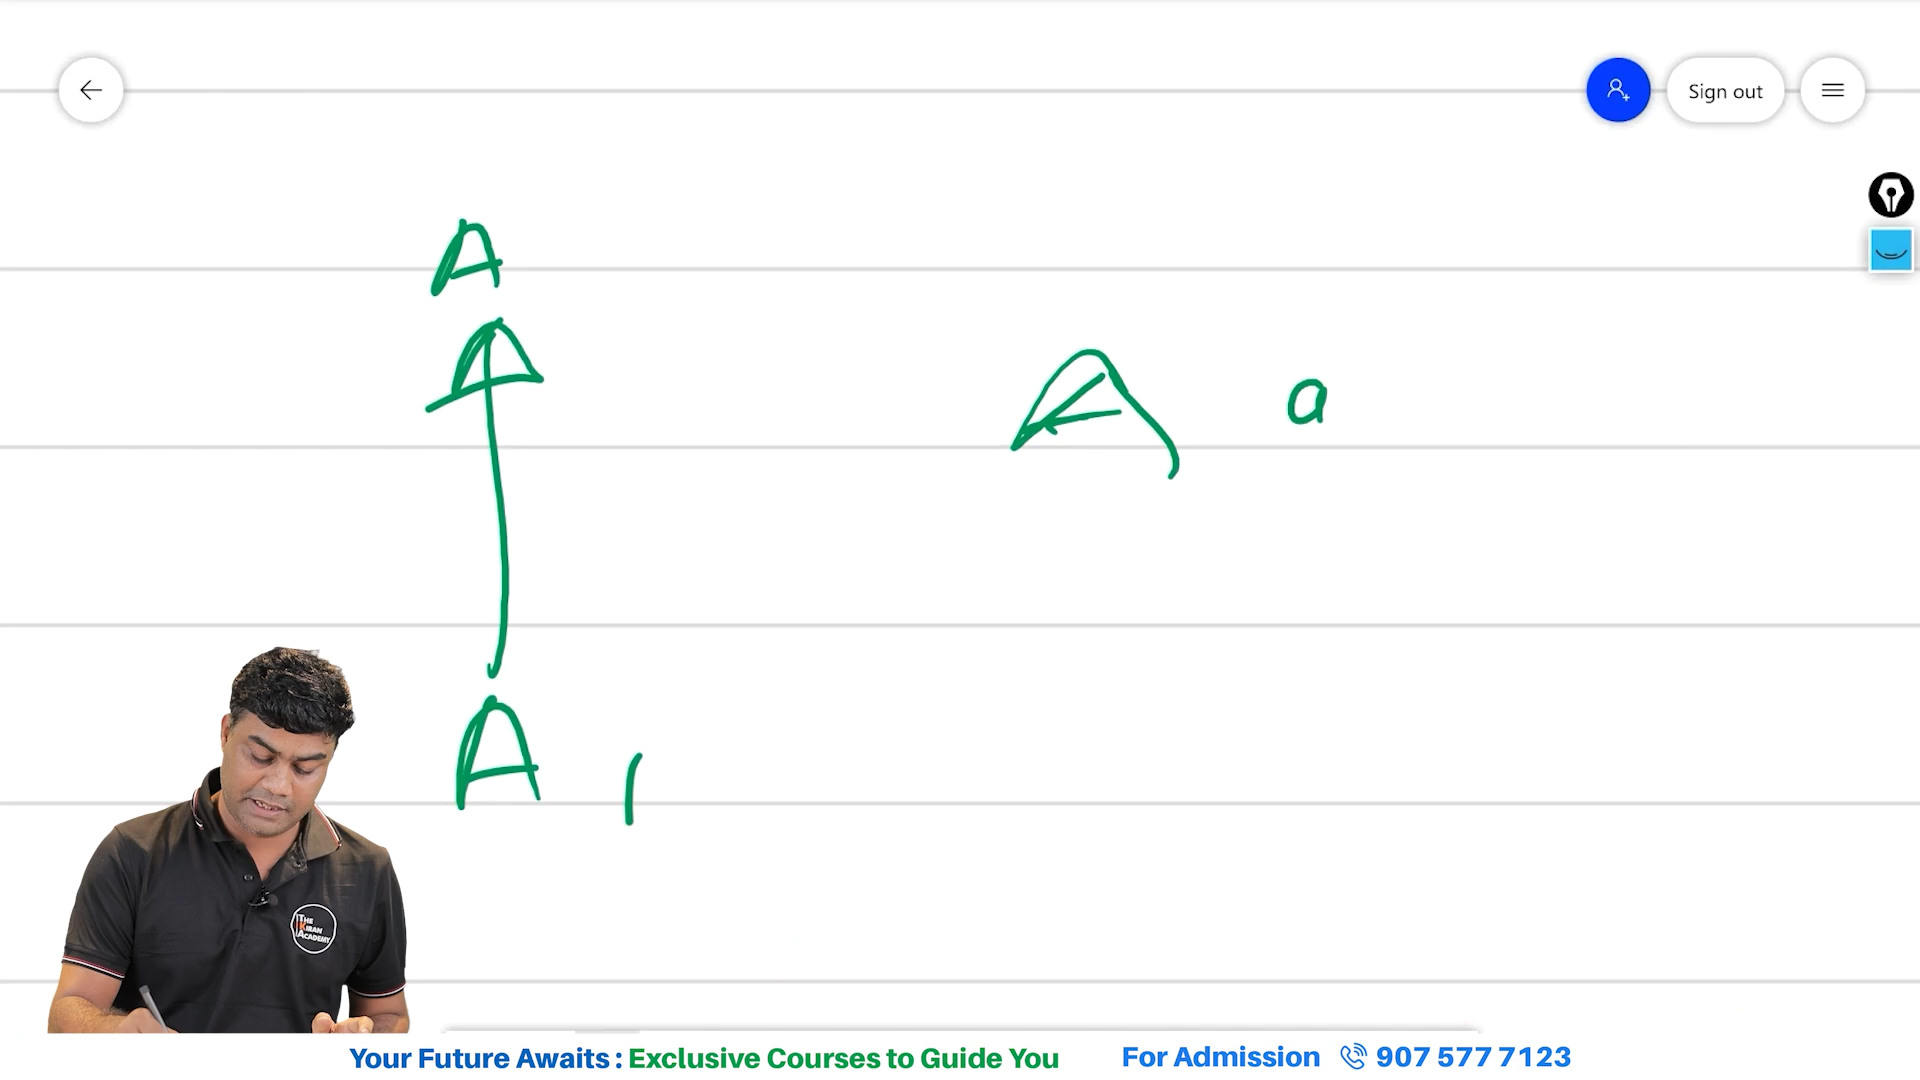 Sign out
A
A a
A
THE
KIRAN
ACADEMY
Your Future Awaits : Exclusive Courses to Guide You
For Admission 907 577 7123